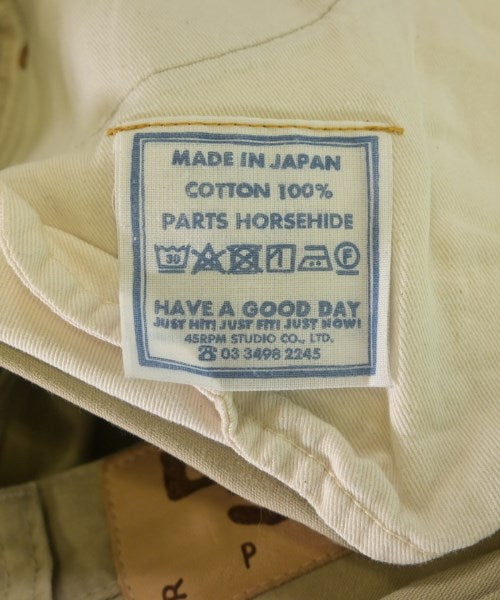 MADE IN JAPAN
COTTON 100%
PARTS HORSEHIDE
30
HAVE A GOOD DAY
JUST HIT! JUST FIT! JUST NOW!
45RPM STUDIO CO., LTD.
☎ 03 3498 2245
R P